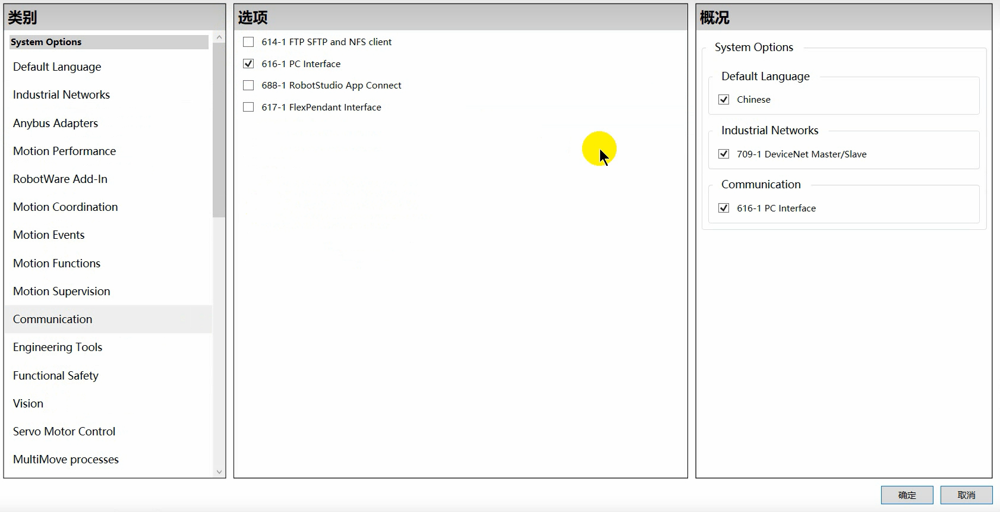 类别
System Options
Default Language
Industrial Networks
Anybus Adapters
Motion Performance
RobotWare Add-In
Motion Coordination
Motion Events
Motion Functions
Motion Supervision
Communication
Engineering Tools
Functional Safety
Vision
Servo Motor Control
MultiMove processes
选项
614-1 FTP SFTP and NFS client
616-1 PC Interface
688-1 RobotStudio App Connect
617-1 FlexPendant Interface
概况
System Options
Default Language
Chinese
Industrial Networks
709-1 DeviceNet Master/Slave
Communication
616-1 PC Interface
确定
取消